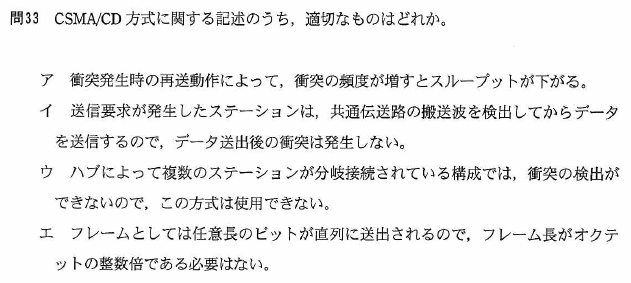 問33 CSMA/CD 方式に関する記述のうち，適切なものはどれか。
ア 衝突発生時の再送動作によって，衝突の頻度が増すとスループットが下がる。
イ 送信要求が発生したステーションは，共通伝送路の搬送波を検出してからデータ
を送信するので，データ送出後の衝突は発生しない。
ウ ハブによって複数のステーションが分岐接続されている構成では，衝突の検出が
できないので，この方式は使用できない。
エ フレームとしては任意長のビットが直列に送出されるので，フレーム長がオクテ
ットの整数倍である必要はない。